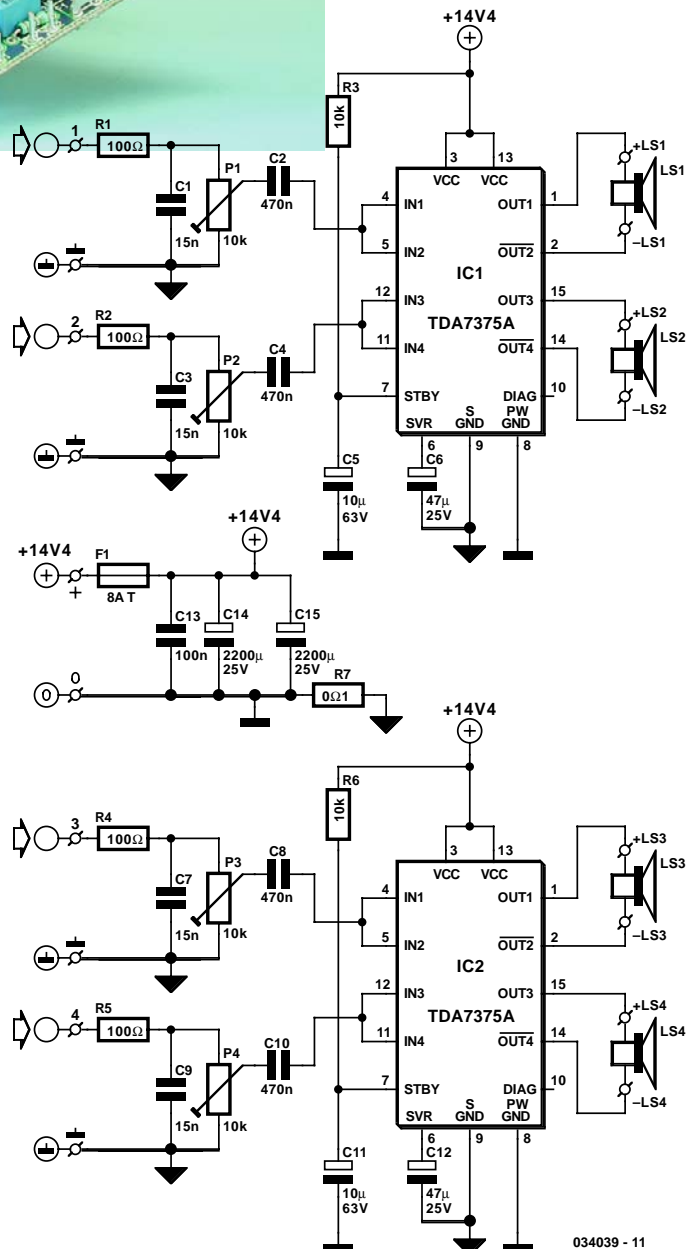 +14V4
R3
10k
1
R1
100Ω
C1
15n
P1
10k
C2
470n
3
13
VCC
VCC
4
IN1
OUT1
1
+LS1
LS1
5
IN2
OUT2
2
–LS1
IC1
12
IN3
OUT3
15
+LS2
LS2
TDA7375A
11
IN4
OUT4
14
–LS2
2
R2
100Ω
C3
15n
P2
10k
C4
470n
7
STBY
DIAG
10
SVR
S
GND
PW
GND
6
9
8
C5
10µ
63V
C6
47µ
25V
+14V4
+14V4
+
F1
8A T
C13
100n
C14
2200µ
25V
C15
2200µ
25V
0
0
R7
0Ω1
+14V4
R6
10k
3
R4
100Ω
C7
15n
P3
10k
C8
470n
3
13
VCC
VCC
4
IN1
OUT1
1
+LS3
LS3
5
IN2
OUT2
2
–LS3
IC2
12
IN3
OUT3
15
+LS4
LS4
TDA7375A
11
IN4
OUT4
14
–LS4
4
R5
100Ω
C9
15n
P4
10k
C10
470n
7
STBY
DIAG
10
SVR
S
GND
PW
GND
6
9
8
C11
10µ
63V
C12
47µ
25V
034039 - 11